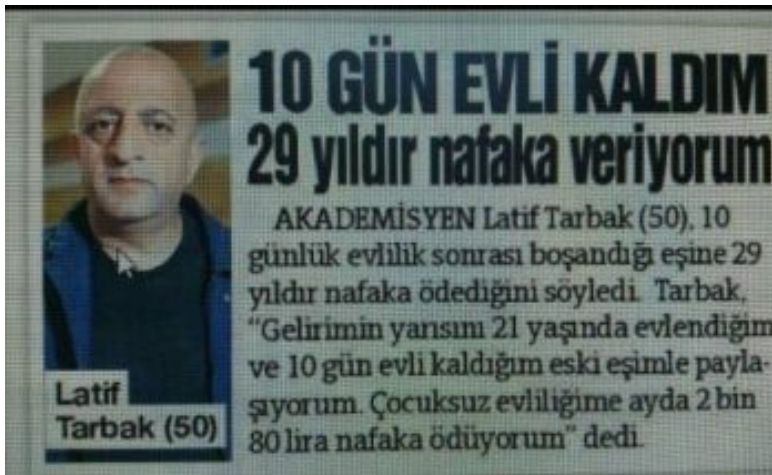 10 GÜN EVLİ KALDIM
29 yıldır nafaka veriyorum
AKADEMİSYEN Latif Tarbak (50), 10
günlük evlilik sonrası boşandığı eşine 29
yıldır nafaka ödediğini söyledi. Tarbak,
"Gelirimin yarısını 21 yaşında evlendiğim
ve 10 gün evli kaldığım eski eşimle payla-
şıyorum. Çocuksuz evliliğime ayda 2 bin
80 lira nafaka ödüyorum" dedi.
Latif
Tarbak (50)